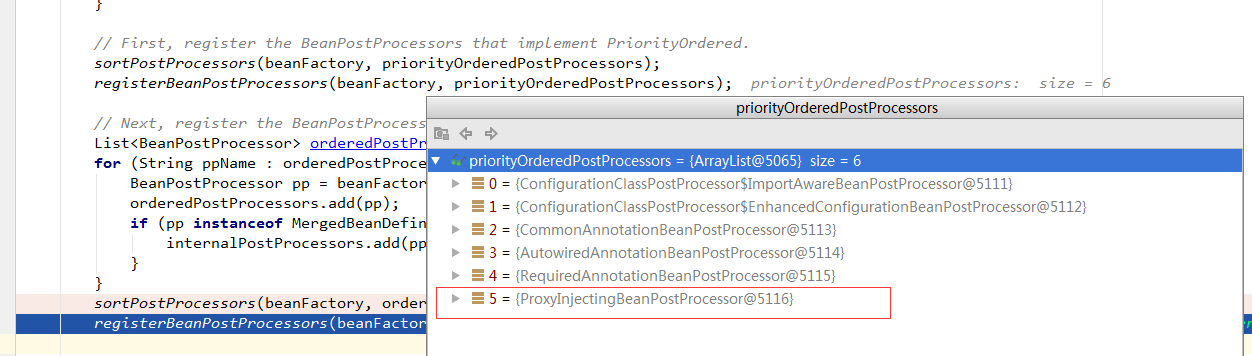 }
// First, register the BeanPostProcessors that implement PriorityOrdered.
sortPostProcessors(beanFactory, priorityOrderedPostProcessors);
registerBeanPostProcessors(beanFactory, priorityOrderedPostProcessors);  priorityOrderedPostProcessors:  size = 6
priorityOrderedPostProcessors
// Next, register the BeanPostProcess
List<BeanPostProcessor> orderedPostPr
for (String ppName : orderedPostProce
BeanPostProcessor pp = beanFactor
orderedPostProcessors.add(pp);
if (pp instanceof MergedBeanDefin
internalPostProcessors.add(pp
}
}
sortPostProcessors(beanFactory, order
registerBeanPostProcessors(beanFactor
priorityOrderedPostProcessors = {ArrayList@5065}  size = 6
0 = {ConfigurationClassPostProcessor$ImportAwareBeanPostProcessor@5111}
1 = {ConfigurationClassPostProcessor$EnhancedConfigurationBeanPostProcessor@5112}
2 = {CommonAnnotationBeanPostProcessor@5113}
3 = {AutowiredAnnotationBeanPostProcessor@5114}
4 = {RequiredAnnotationBeanPostProcessor@5115}
5 = {ProxyInjectingBeanPostProcessor@5116}